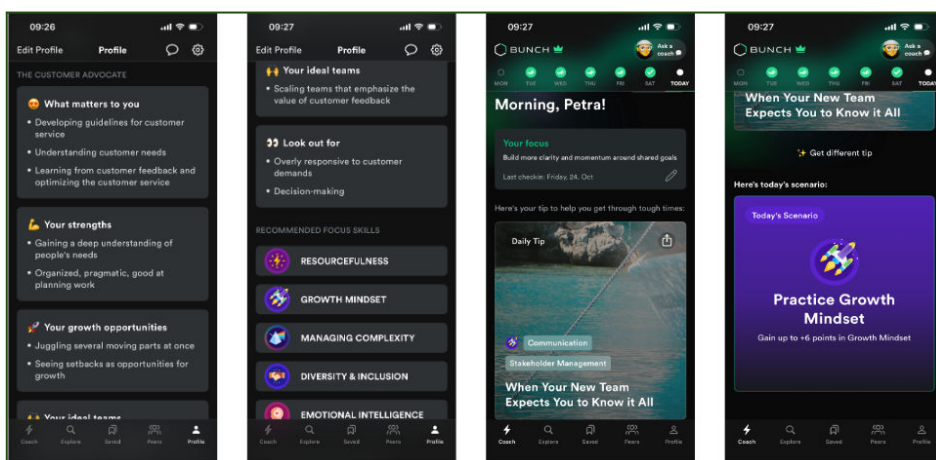 09:26
Edit Profile
Profile
THE CUSTOMER ADVOCATE
What matters to you
• Developing guidelines for customer
service
• Understanding customer needs
• Learning from customer feedback and
optimizing the customer service
Your strengths
• Gaining a deep understanding of
people's needs
• Organized, pragmatic, good at
planning work
Your growth opportunities
• Juggling several moving parts at once
• Seeing setbacks as opportunities for
growth
Your ideal teams
Coach Explore Saved Peers Profile
09:27
Edit Profile
Profile
Your ideal teams
• Scaling teams that emphasize the
value of customer feedback
Look out for
• Overly responsive to customer
demands
• Decision-making
RECOMMENDED FOCUS SKILLS
RESOURCEFULNESS
GROWTH MINDSET
MANAGING COMPLEXITY
DIVERSITY & INCLUSION
EMOTIONAL INTELLIGENCE
Coach Explore Saved Peers Profile
09:27
BUNCH
Ask a
coach
MON TUE WED THU FRI SAT TODAY
Morning, Petra!
Your focus
Build more clarity and momentum around shared goals
Last checkin: Friday, 24. Oct
Here's your tip to help you get through tough times:
Daily Tip
Communication
Stakeholder Management
When Your New Team
Expects You to Know it All
Coach Explore Saved Peers Profile
09:27
BUNCH
Ask a
coach
MON TUE WED THU FRI SAT TODAY
When Your New Team
Expects You to Know it All
Get different tip
Here's today's scenario:
Today's Scenario
Practice Growth
Mindset
Gain up to +6 points in Growth Mindset
Coach Explore Saved Peers Profile